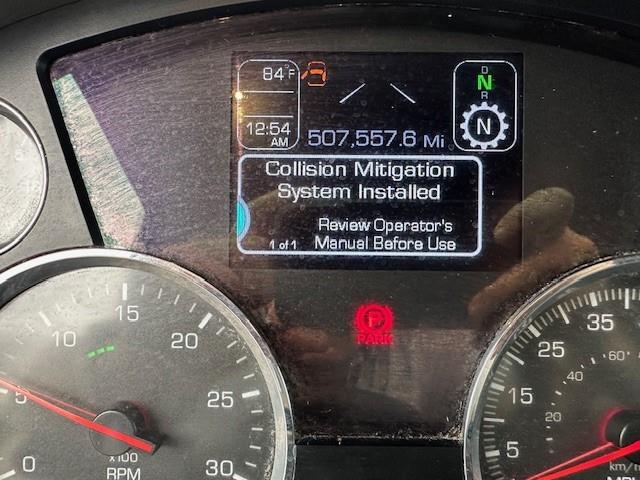 84°F
D
N
R
N
12:54
AM
507,557.6 Mi
Collision Mitigation
System Installed
Review Operator's
1 of 1 Manual Before Use
P
PARK
0
5
10
15
20
25
30
x100
RPM
5
15
25
35
20
40
60
km/h